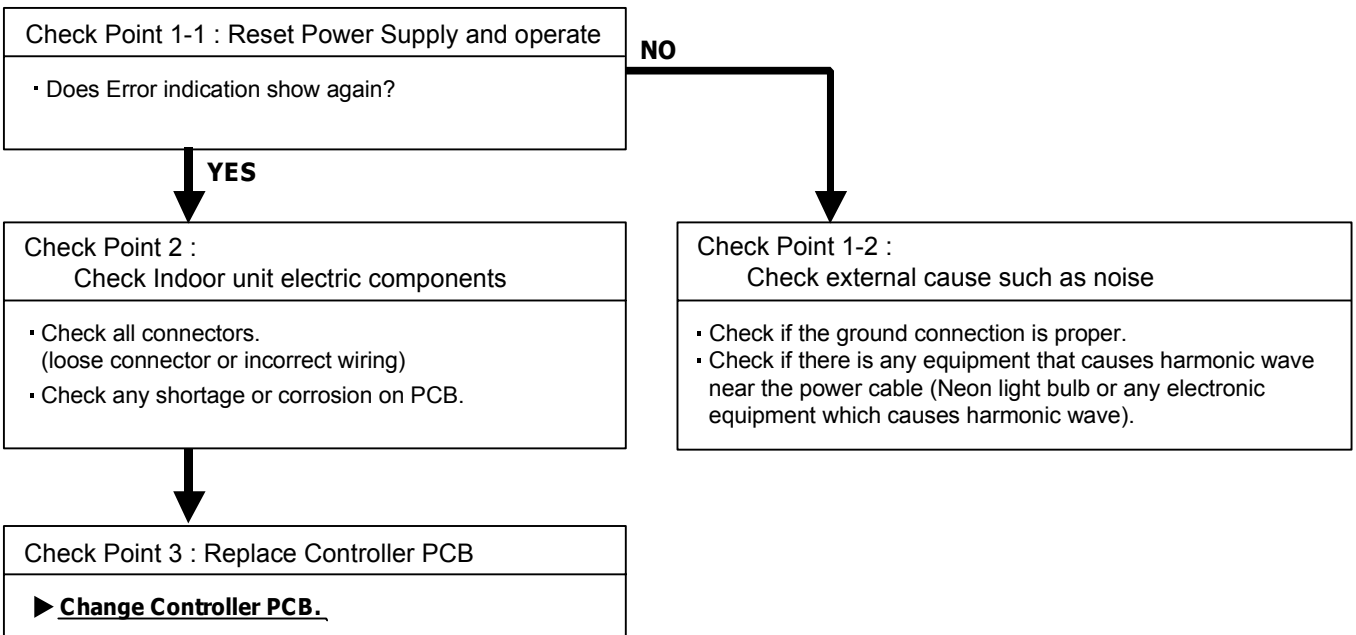 Check Point 1-1 : Reset Power Supply and operate
▪ Does Error indication show again?
NO
YES
Check Point 2 :
Check Indoor unit electric components
▪ Check all connectors.
(loose connector or incorrect wiring)
▪ Check any shortage or corrosion on PCB.
Check Point 1-2 :
Check external cause such as noise
▪ Check if the ground connection is proper.
▪ Check if there is any equipment that causes harmonic wave
near the power cable (Neon light bulb or any electronic
equipment which causes harmonic wave).
Check Point 3 : Replace Controller PCB
▶ Change Controller PCB.